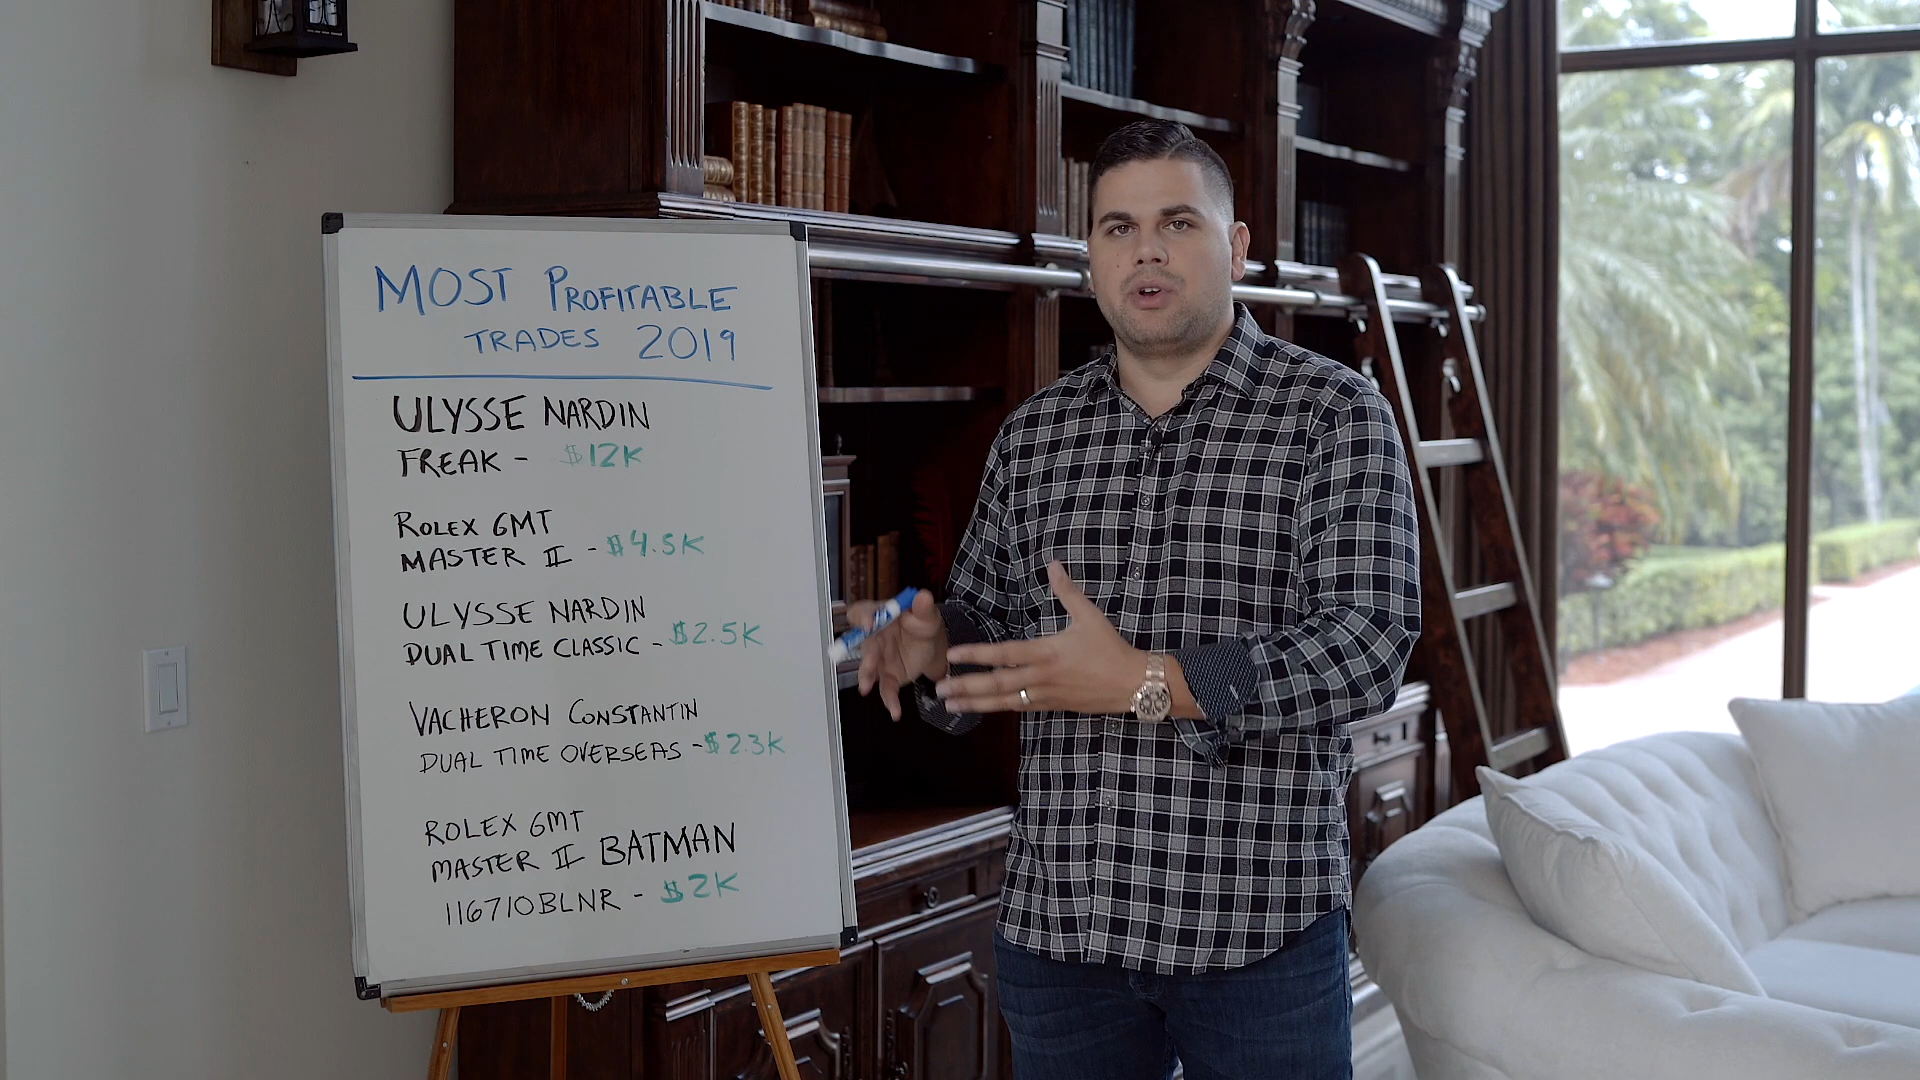 MOST PROFITABLE
TRADES 2019
ULYSSE NARDIN
FREAK - $12K
ROLEX GMT
MASTER II - $4.5K
ULYSSE NARDIN
DUAL TIME CLASSIC - $2.5K
VACHERON CONSTANTIN
DUAL TIME OVERSEAS - $2.3K
ROLEX GMT
MASTER II BATMAN
116710BLNR - $2K